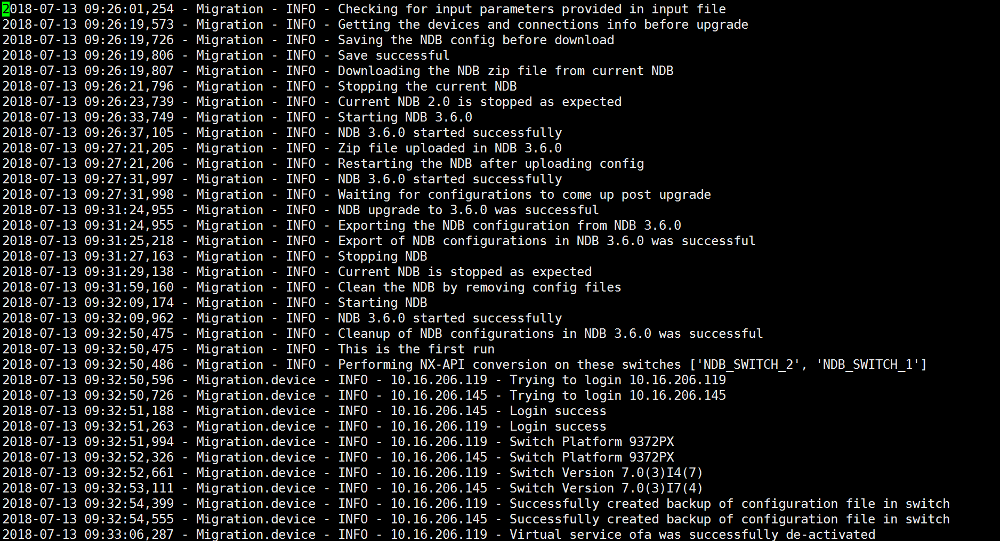 2018-07-13 09:26:01,254 - Migration - INFO - Checking for input parameters provided in input file
2018-07-13 09:26:19,573 - Migration - INFO - Getting the devices and connections info before upgrade
2018-07-13 09:26:19,726 - Migration - INFO - Saving the NDB config before download
2018-07-13 09:26:19,806 - Migration - INFO - Save successful
2018-07-13 09:26:19,807 - Migration - INFO - Downloading the NDB zip file from current NDB
2018-07-13 09:26:21,796 - Migration - INFO - Stopping the current NDB
2018-07-13 09:26:23,739 - Migration - INFO - Current NDB 2.0 is stopped as expected
2018-07-13 09:26:33,749 - Migration - INFO - Starting NDB 3.6.0
2018-07-13 09:26:37,105 - Migration - INFO - NDB 3.6.0 started successfully
2018-07-13 09:27:21,205 - Migration - INFO - Zip file uploaded in NDB 3.6.0
2018-07-13 09:27:21,206 - Migration - INFO - Restarting the NDB after uploading config
2018-07-13 09:27:31,997 - Migration - INFO - NDB 3.6.0 started successfully
2018-07-13 09:27:31,998 - Migration - INFO - Waiting for configurations to come up post upgrade
2018-07-13 09:31:24,955 - Migration - INFO - NDB upgrade to 3.6.0 was successful
2018-07-13 09:31:24,955 - Migration - INFO - Exporting the NDB configuration from NDB 3.6.0
2018-07-13 09:31:25,218 - Migration - INFO - Export of NDB configurations in NDB 3.6.0 was successful
2018-07-13 09:31:27,163 - Migration - INFO - Stopping NDB
2018-07-13 09:31:29,138 - Migration - INFO - Current NDB is stopped as expected
2018-07-13 09:31:59,160 - Migration - INFO - Clean the NDB by removing config files
2018-07-13 09:32:09,174 - Migration - INFO - Starting NDB
2018-07-13 09:32:09,962 - Migration - INFO - NDB 3.6.0 started successfully
2018-07-13 09:32:50,475 - Migration - INFO - Cleanup of NDB configurations in NDB 3.6.0 was successful
2018-07-13 09:32:50,475 - Migration - INFO - This is the first run
2018-07-13 09:32:50,486 - Migration - INFO - Performing NX-API conversion on these switches ['NDB_SWITCH_2', 'NDB_SWITCH_1']
2018-07-13 09:32:50,596 - Migration.device - INFO - 10.16.206.119 - Trying to login 10.16.206.119
2018-07-13 09:32:50,726 - Migration.device - INFO - 10.16.206.145 - Trying to login 10.16.206.145
2018-07-13 09:32:51,188 - Migration.device - INFO - 10.16.206.145 - Login success
2018-07-13 09:32:51,263 - Migration.device - INFO - 10.16.206.119 - Login success
2018-07-13 09:32:51,994 - Migration.device - INFO - 10.16.206.119 - Switch Platform 9372PX
2018-07-13 09:32:52,326 - Migration.device - INFO - 10.16.206.145 - Switch Platform 9372PX
2018-07-13 09:32:52,661 - Migration.device - INFO - 10.16.206.119 - Switch Version 7.0(3)I4(7)
2018-07-13 09:32:53,111 - Migration.device - INFO - 10.16.206.145 - Switch Version 7.0(3)I7(4)
2018-07-13 09:32:54,399 - Migration.device - INFO - 10.16.206.119 - Successfully created backup of configuration file in switch
2018-07-13 09:32:54,555 - Migration.device - INFO - 10.16.206.145 - Successfully created backup of configuration file in switch
2018-07-13 09:33:06,287 - Migration.device - INFO - 10.16.206.119 - Virtual service ofa was successfully de-activated